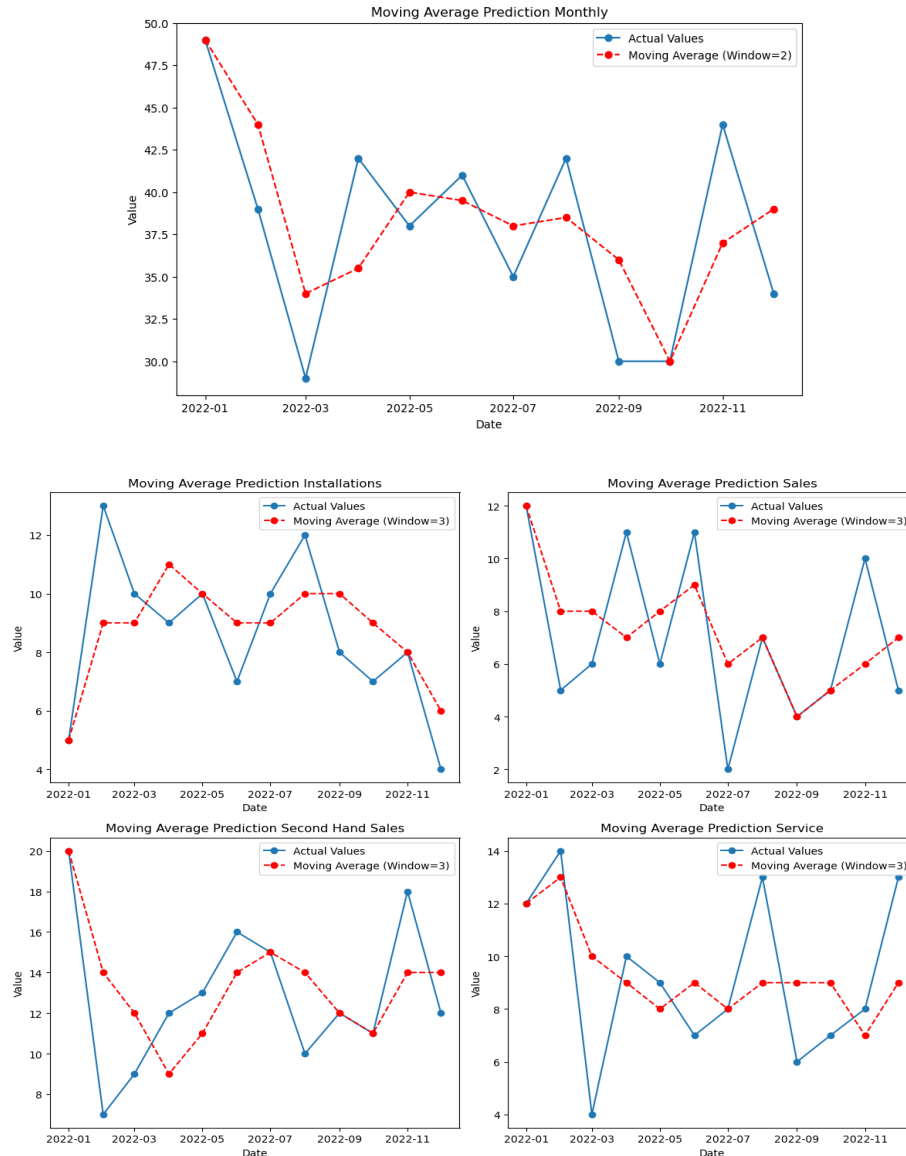 Moving Average Prediction Monthly
50.0
47.5
45.0
42.5
40.0
37.5
35.0
32.5
30.0
Value
Actual Values
Moving Average (Window=2)
2022-01
2022-03
2022-05
2022-07
2022-09
2022-11
Date
Moving Average Prediction Installations
12
10
8
6
4
Value
Actual Values
Moving Average (Window=3)
2022-01
2022-03
2022-05
2022-07
2022-09
2022-11
Date
Moving Average Prediction Sales
12
10
8
6
4
2
Value
Actual Values
Moving Average (Window=3)
2022-01
2022-03
2022-05
2022-07
2022-09
2022-11
Date
Moving Average Prediction Second Hand Sales
20
18
16
14
12
10
8
Value
Actual Values
Moving Average (Window=3)
2022-01
2022-03
2022-05
2022-07
2022-09
2022-11
Date
Moving Average Prediction Service
14
12
10
8
6
4
Value
Actual Values
Moving Average (Window=3)
2022-01
2022-03
2022-05
2022-07
2022-09
2022-11
Date